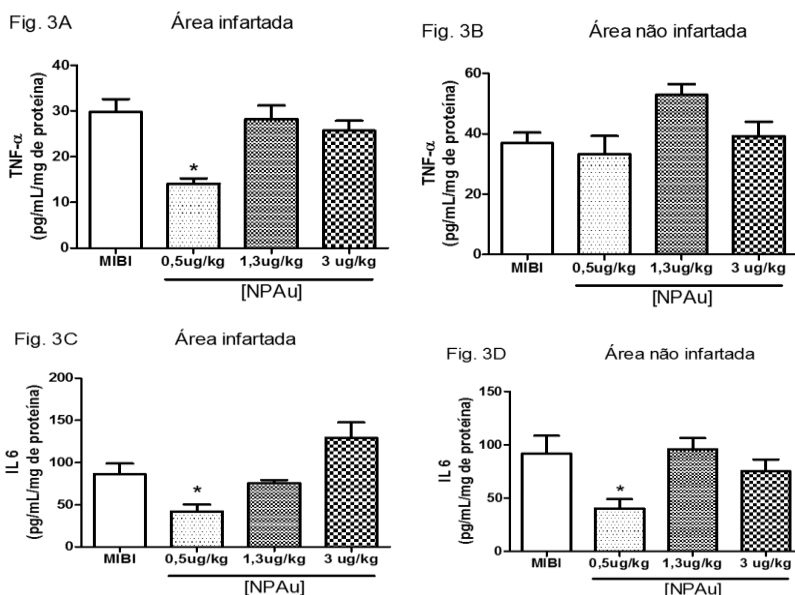 Fig. 3A
Área infartada
TNF-α
(pg/mL/mg de proteína)
40
30
20
10
0
*
MIBI
0,5ug/kg
1,3ug/kg
3 ug/kg
[NPAu]
Fig. 3B
Área não infartada
TNF-α
(pg/mL/mg de proteína)
60
40
20
0
MIBI
0,5ug/kg
1,3ug/kg
3 ug/kg
[NPAu]
Fig. 3C
Área infartada
IL 6
(pg/mL/mg de proteína)
200
150
100
50
0
*
MIBI
0,5ug/kg
1,3ug/kg
3 ug/kg
[NPAu]
Fig. 3D
Área não infartada
IL 6
(pg/mL/mg de proteína)
150
100
50
0
*
MIBI
0,5ug/kg
1,3ug/kg
3 ug/kg
[NPAu]